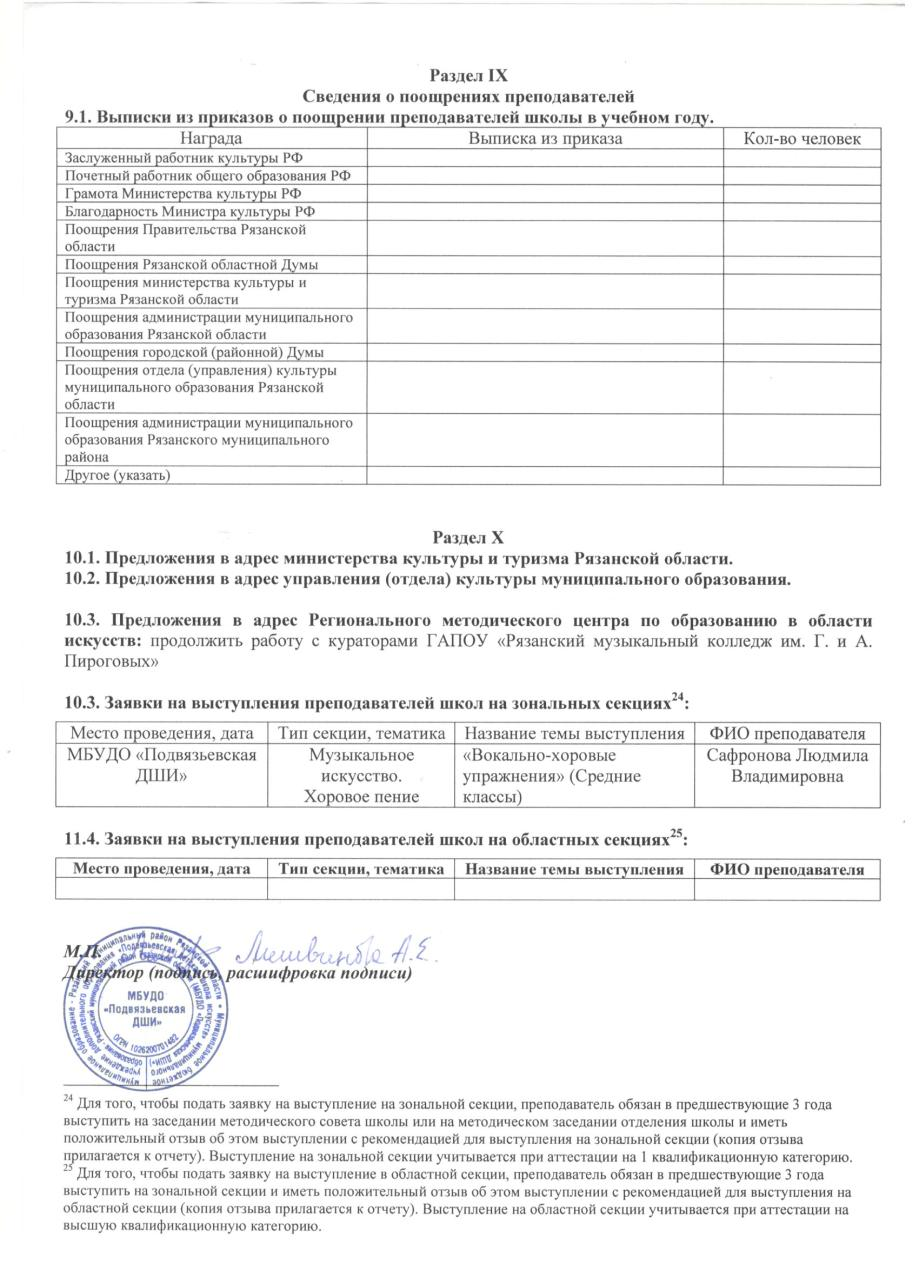 Раздел IX
Сведения о поощрениях преподавателей
9.1. Выписки из приказов о поощрении преподавателей школы в учебном году.
Награда Выписка из приказа Кол-во человек
Заслуженный работник культуры РФ
Почетный работник общего образования РФ
Грамота Министерства культуры РФ
Благодарность Министра культуры РФ
Поощрения Правительства Рязанской
области
Поощрения Рязанской областной Думы
Поощрения министерства культуры и
туризма Рязанской области
Поощрения администрации муниципального
образования Рязанской области
Поощрения городской (районной) Думы
Поощрения отдела (управления) культуры
муниципального образования Рязанской
области
Поощрения администрации муниципального
образования Рязанского муниципального
района
Другое (указать)
Раздел X
10.1. Предложения в адрес министерства культуры и туризма Рязанской области.
10.2. Предложения в адрес управления (отдела) культуры муниципального образования.
10.3. Предложения в адрес Регионального методического центра по образованию в области
искусств: продолжить работу с кураторами ГАПОУ «Рязанский музыкальный колледж им. Г. и А.
Пироговых»
10.3. Заявки на выступления преподавателей школ на зональных секциях24:
Место проведения, дата Тип секции, тематика Название темы выступления ФИО преподавателя
МБУДО «Подвязьевская Музыкальное «Вокально-хоровые Сафронова Людмила
ДШИ» искусство. упражнения» (Средние Владимировна
Хоровое пение классы)
11.4. Заявки на выступления преподавателей школ на областных секциях25:
Место проведения, дата Тип секции, тематика Название темы выступления ФИО преподавателя
М.П. А.Е.
Директор (подпись, расшифровка подписи)
МБУДО
«Подвязьевская
ДШИ»
ОГРН 1026200701482
24 Для того, чтобы подать заявку на выступление на зональной секции, преподаватель обязан в предшествующие 3 года
выступить на заседании методического совета школы или на методическом заседании отделения школы и иметь
положительный отзыв об этом выступлении с рекомендацией для выступления на зональной секции (копия отзыва
прилагается к отчету). Выступление на зональной секции учитывается при аттестации на 1 квалификационную категорию.
25 Для того, чтобы подать заявку на выступление в областной секции, преподаватель обязан в предшествующие 3 года
выступить на зональной секции и иметь положительный отзыв об этом выступлении с рекомендацией для выступления на
областной секции (копия отзыва прилагается к отчету). Выступление на областной секции учитывается при аттестации на
высшую квалификационную категорию.